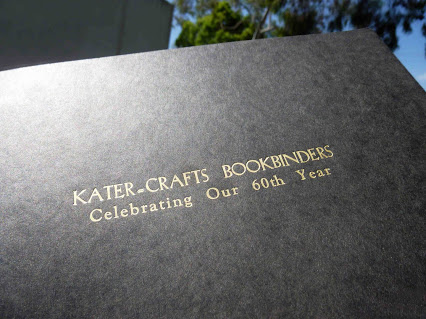 KATER-CRAFTS BOOKBINDERS
Celebrating Our 60th Year